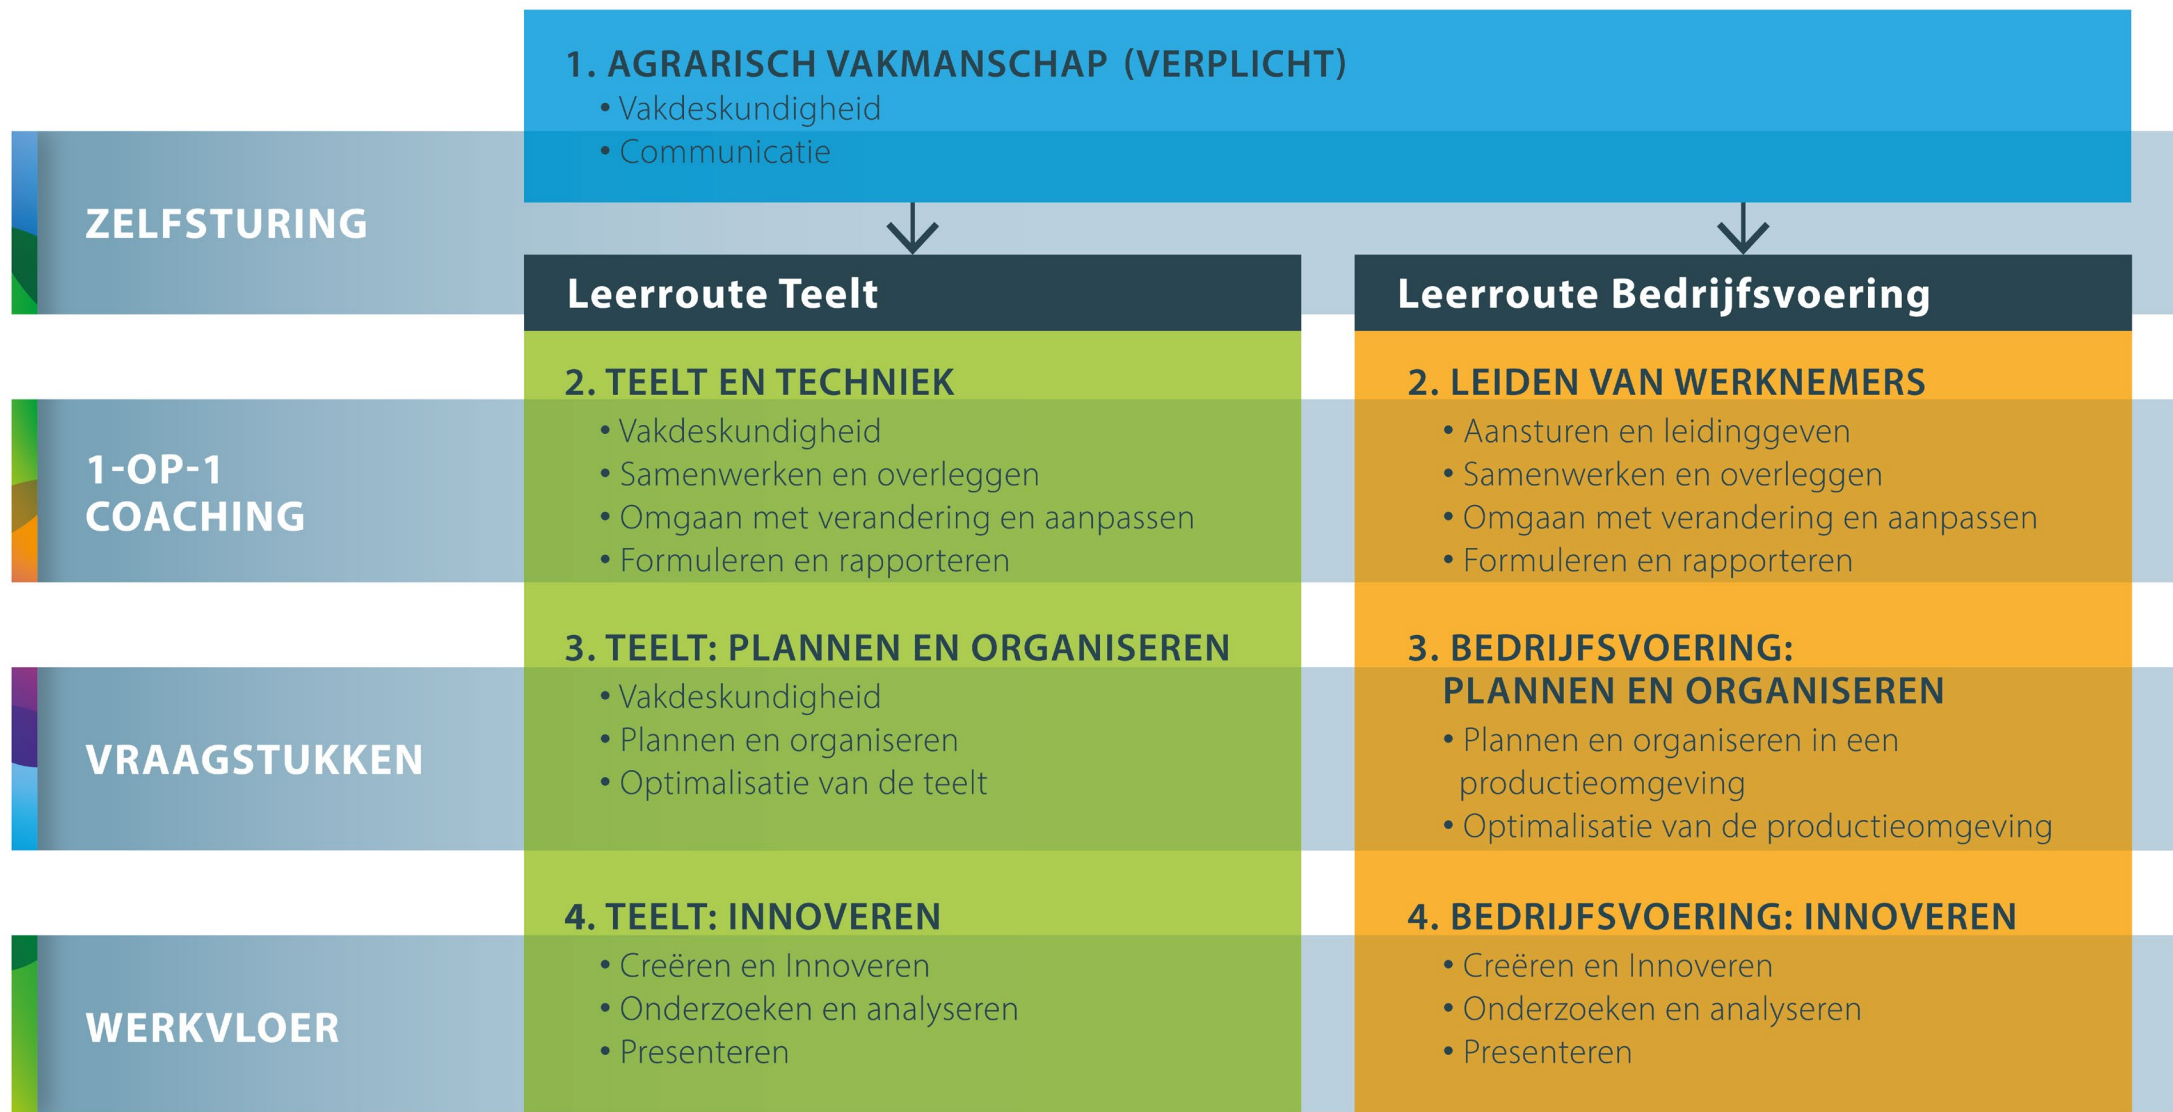 1. AGRARISCH VAKMANSCHAP (VERPLICHT)
• Vakdeskundigheid
• Communicatie
ZELFSTURING
Leerroute Teelt
2. TEELT EN TECHNIEK
• Vakdeskundigheid
• Samenwerken en overleggen
• Omgaan met verandering en aanpassen
• Formuleren en rapporteren
3. TEELT: PLANNEN EN ORGANISEREN
• Vakdeskundigheid
• Plannen en organiseren
• Optimalisatie van de teelt
4. TEELT: INNOVEREN
• Creëren en Innoveren
• Onderzoeken en analyseren
• Presenteren
Leerroute Bedrijfsvoering
2. LEIDEN VAN WERKNEMERS
• Aansturen en leidinggeven
• Samenwerken en overleggen
• Omgaan met verandering en aanpassen
• Formuleren en rapporteren
3. BEDRIJFSVOERING:
PLANNEN EN ORGANISEREN
• Plannen en organiseren in een
productieomgeving
• Optimalisatie van de productieomgeving
4. BEDRIJFSVOERING: INNOVEREN
• Creëren en Innoveren
• Onderzoeken en analyseren
• Presenteren
1-OP-1
COACHING
VRAAGSTUKKEN
WERKVLOER